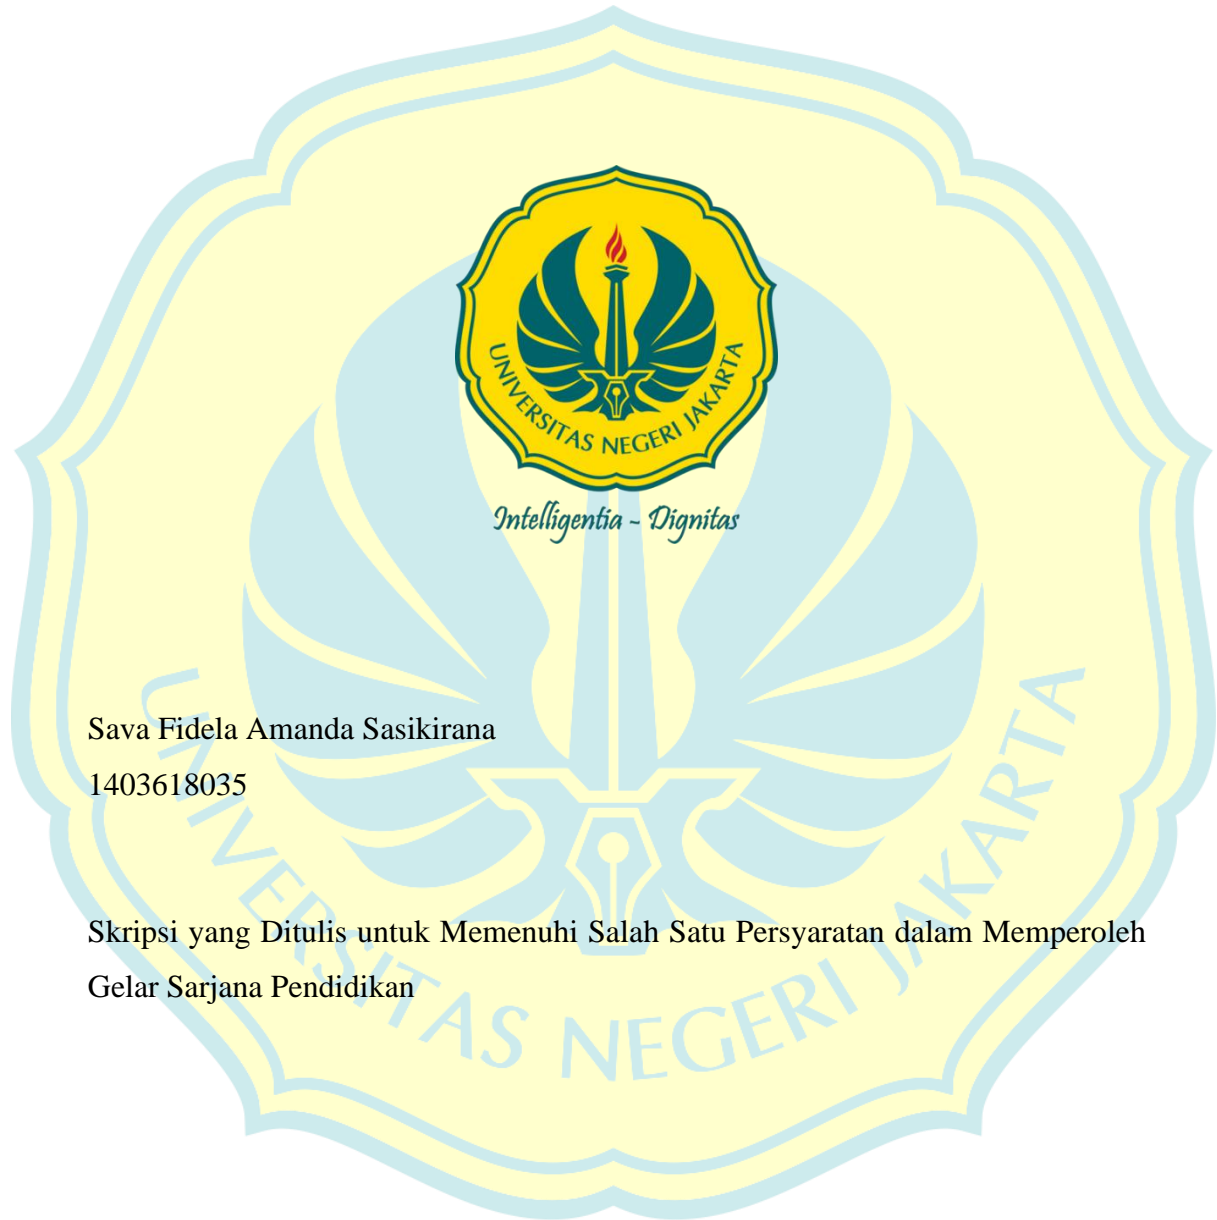 UNIVERSITAS NEGERI JAKARTA
Intelligentia - Dignitas
Sava Fidela Amanda Sasikirana
1403618035
Skripsi yang Ditulis untuk Memenuhi Salah Satu Persyaratan dalam Memperoleh
Gelar Sarjana Pendidikan
UNIVERSITAS NEGERI JAKARTA